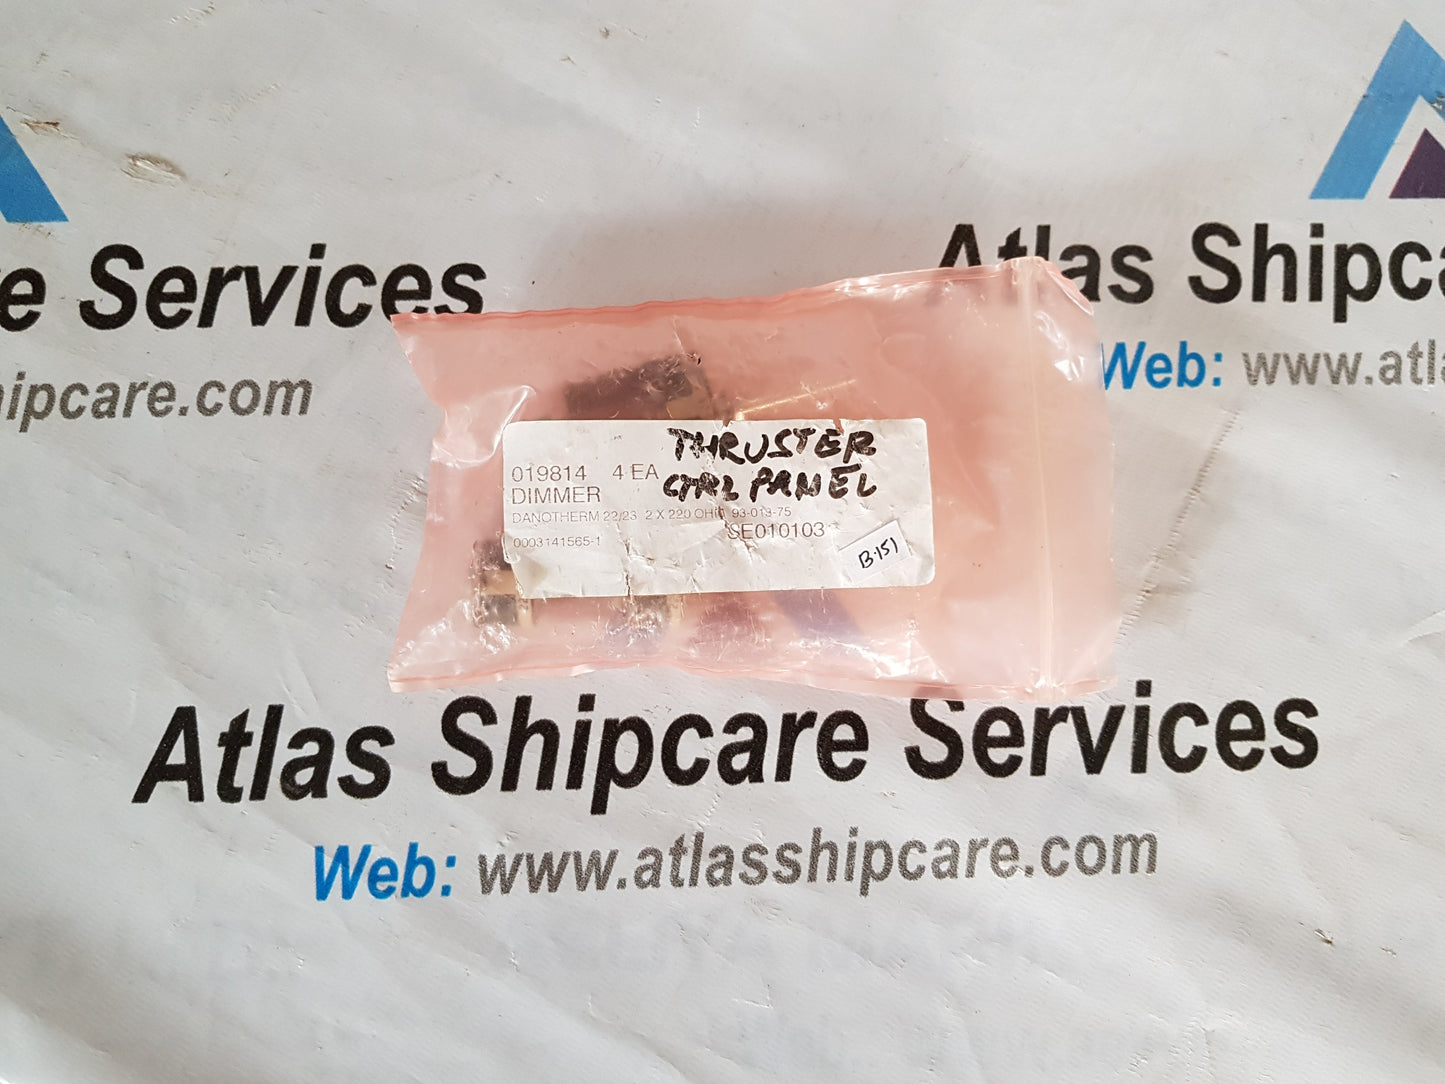 e Services
hipcare.com
Atlas Shipca
Web: www.atl
THRUSTER
CTRL PANEL
019814 4 EA
DIMMER
DANOTHERM 22/23 2 X 220 OHM 93-013-75
0003141565-1 SE010103
B.151
Atlas Shipcare Services
Web: www.atlasshipcare.com